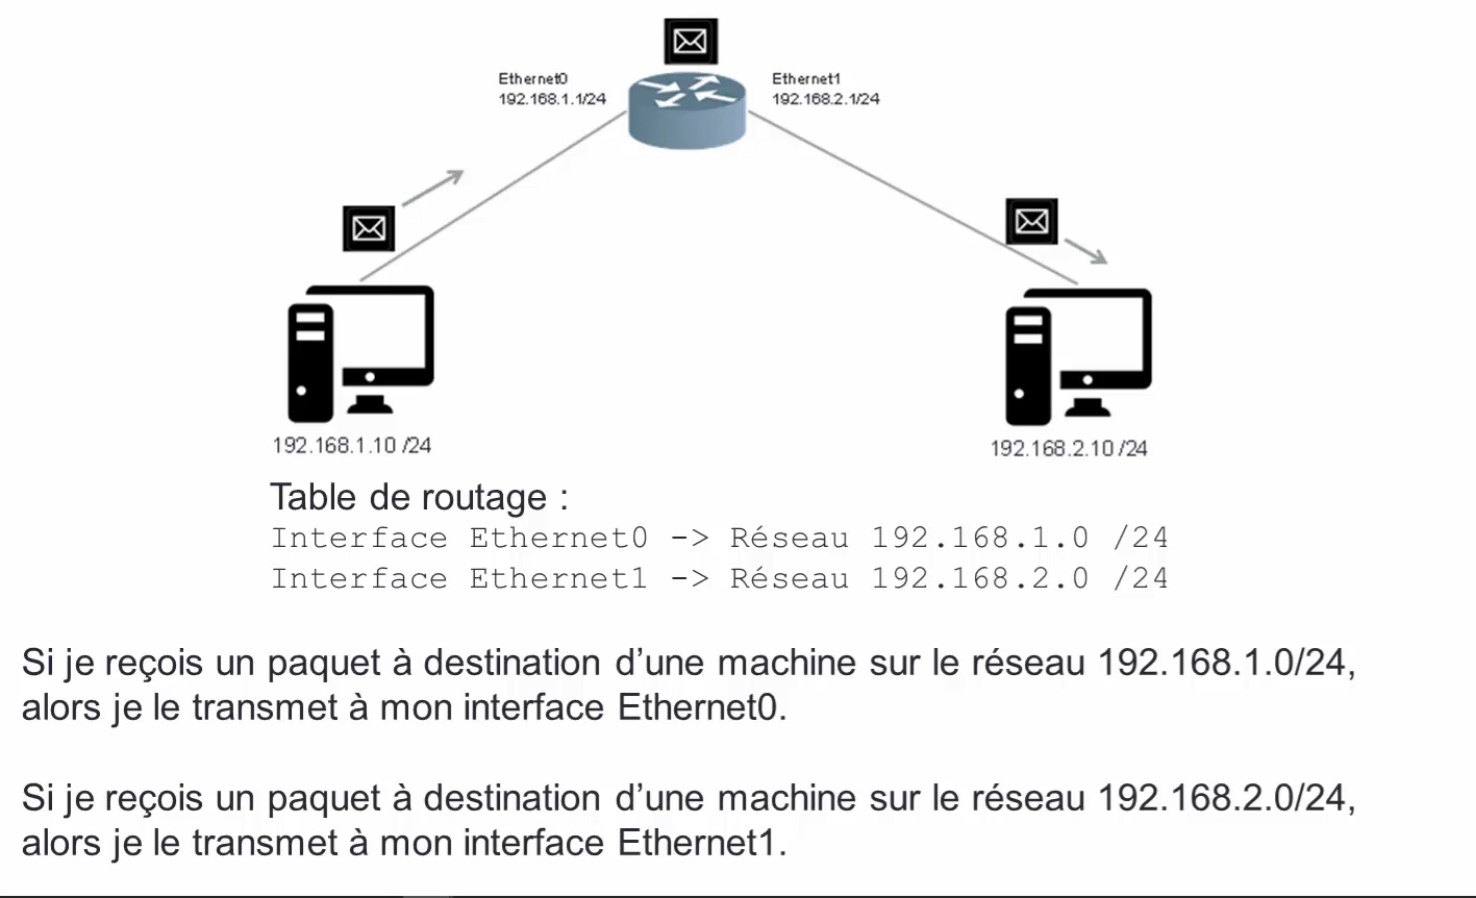 Ethernet0
192.168.1.1/24
Ethernet1
192.168.2.1/24
192.168.1.10 /24
192.168.2.10 /24
Table de routage :
Interface Ethernet0 -> Réseau 192.168.1.0 /24
Interface Ethernet1 -> Réseau 192.168.2.0 /24
Si je reçois un paquet à destination d’une machine sur le réseau 192.168.1.0/24,
alors je le transmet à mon interface Ethernet0.
Si je reçois un paquet à destination d’une machine sur le réseau 192.168.2.0/24,
alors je le transmet à mon interface Ethernet1.